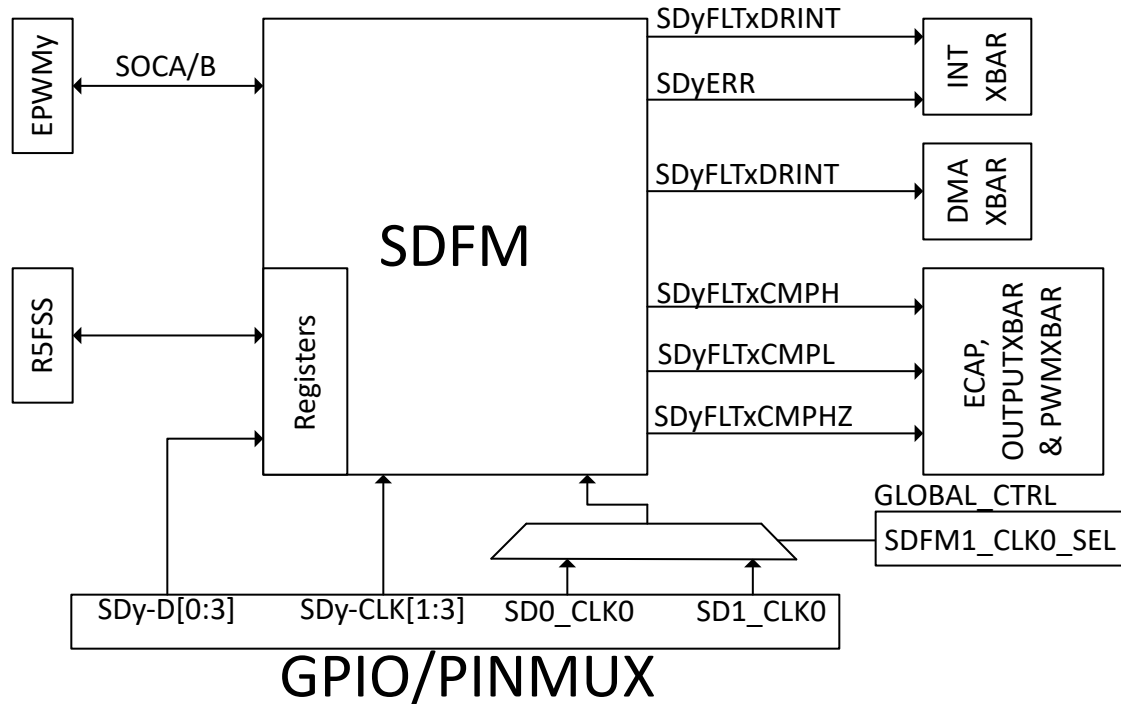 EPWMy
SOCA/B
SDFM
SDyFLTxDRINT
SDyERR
INT
XBAR
SDyFLTxDRINT
DMA
XBAR
R5FSS
Registers
SDyFLTxCMPH
SDyFLTxCMPL
SDyFLTxCMPHZ
ECAP,
OUTPUTXBAR
& PWMXBAR
GLOBAL_CTRL
SDFM1_CLK0_SEL
SDy-D[0:3]
SDy-CLK[1:3]
SD0_CLK0
SD1_CLK0
GPIO/PINMUX